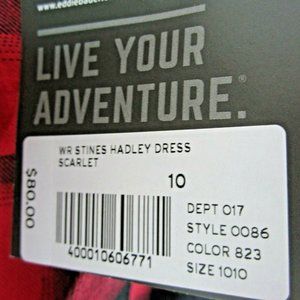 www.eddiebauer
LIVE YOUR
ADVENTURE.®
WR STINES HADLEY DRESS
SCARLET
10
$80.00
400010606771
DEPT 017
STYLE 0086
COLOR 823
SIZE 1010